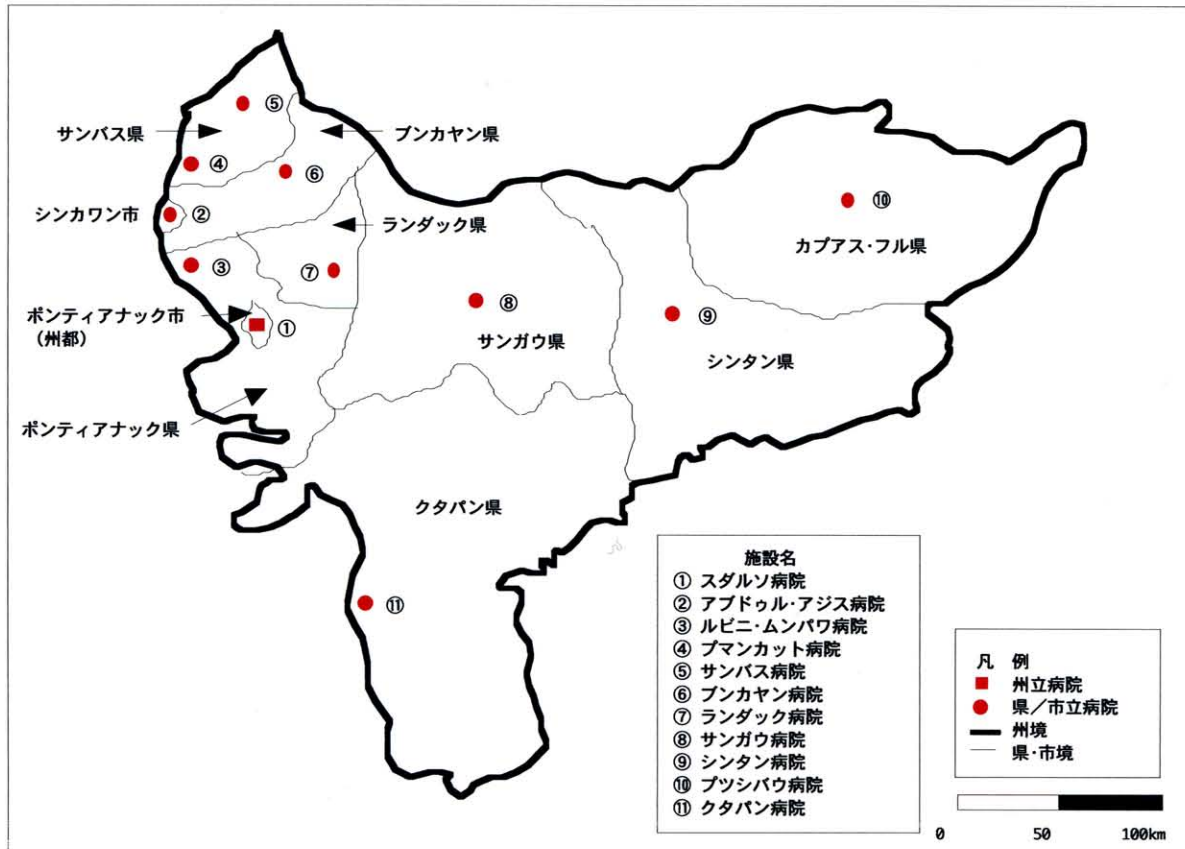 ⑤
サンバス県
ブンカヤン県
④
⑥
⑩
シンカワン市
②
ランダック県
カプアス・フル県
③
⑦
⑧
⑨
ポンティアナック市
(州都)
①
サンガウ県
シンタン県
ポンティアナック県
クタパン県
⑪
施設名
① スダルソ病院
② アブドゥル・アジス病院
③ ルビニ・ムンパワ病院
④ プマンカット病院
⑤ サンバス病院
⑥ ブンカヤン病院
⑦ ランダック病院
⑧ サンガウ病院
⑨ シンタン病院
⑩ プツシバウ病院
⑪ クタパン病院
凡 例
州立病院
県/市立病院
州境
県・市境
0 50 100km